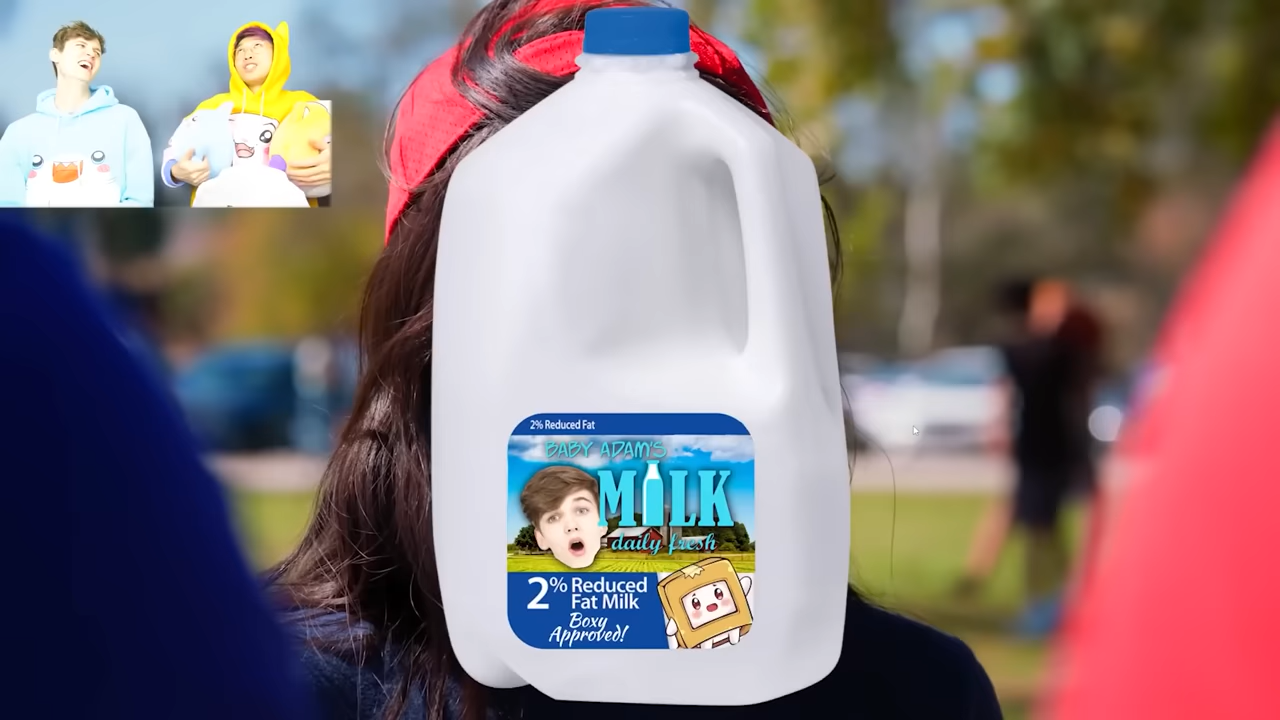 2% Reduced Fat
BABY ADAM'S
MILK
daily fresh
2% Reduced
Fat Milk
Boxy
Approved!